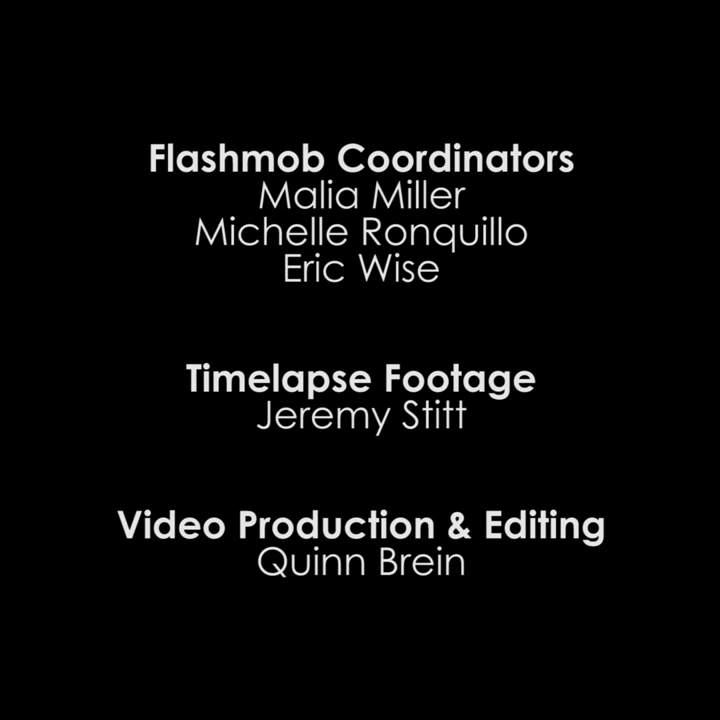 Flashmob Coordinators
Malia Miller
Michelle Ronquillo
Eric Wise
Timelapse Footage
Jeremy Stitt
Video Production & Editing
Quinn Brein